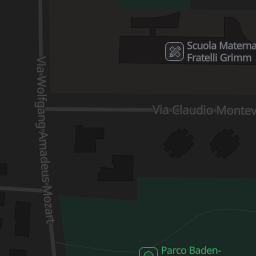 Scuola Materna
Fratelli Grimm
Via Wolfgang Amadeus Mozart
Via Claudio Montev
Parco Baden-